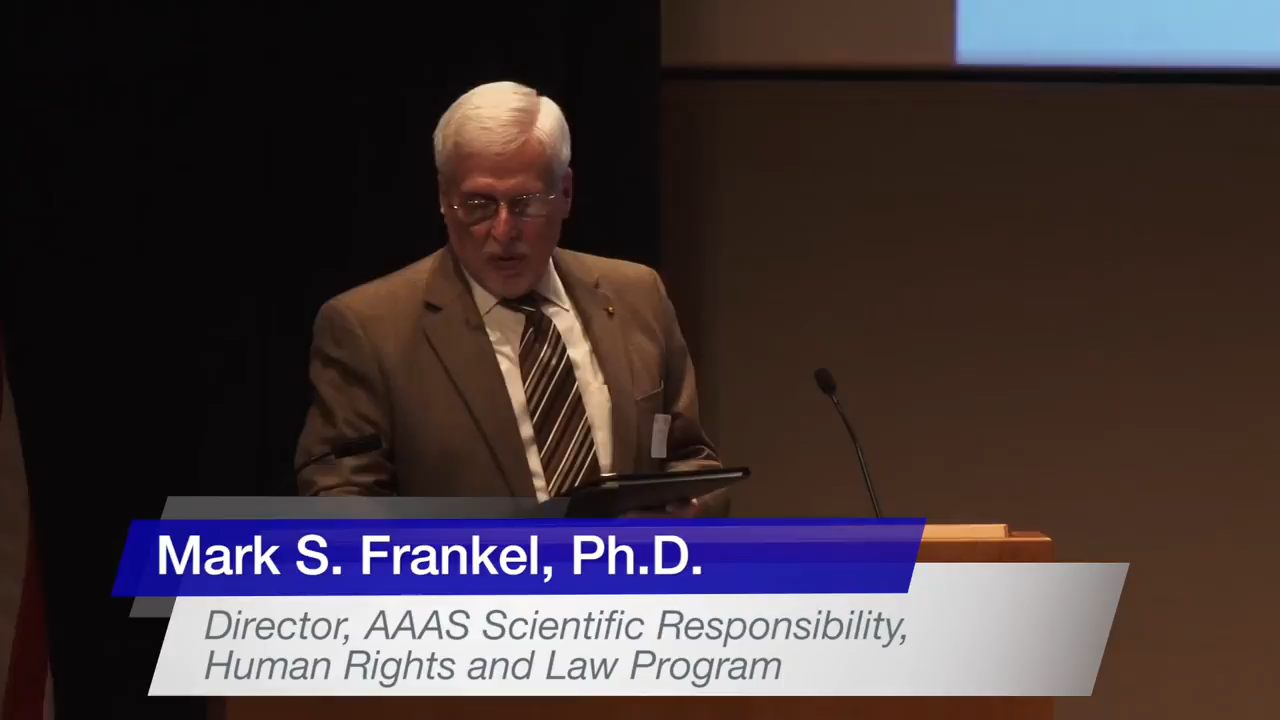 Mark S. Frankel, Ph.D.
Director, AAAS Scientific Responsibility,
Human Rights and Law Program